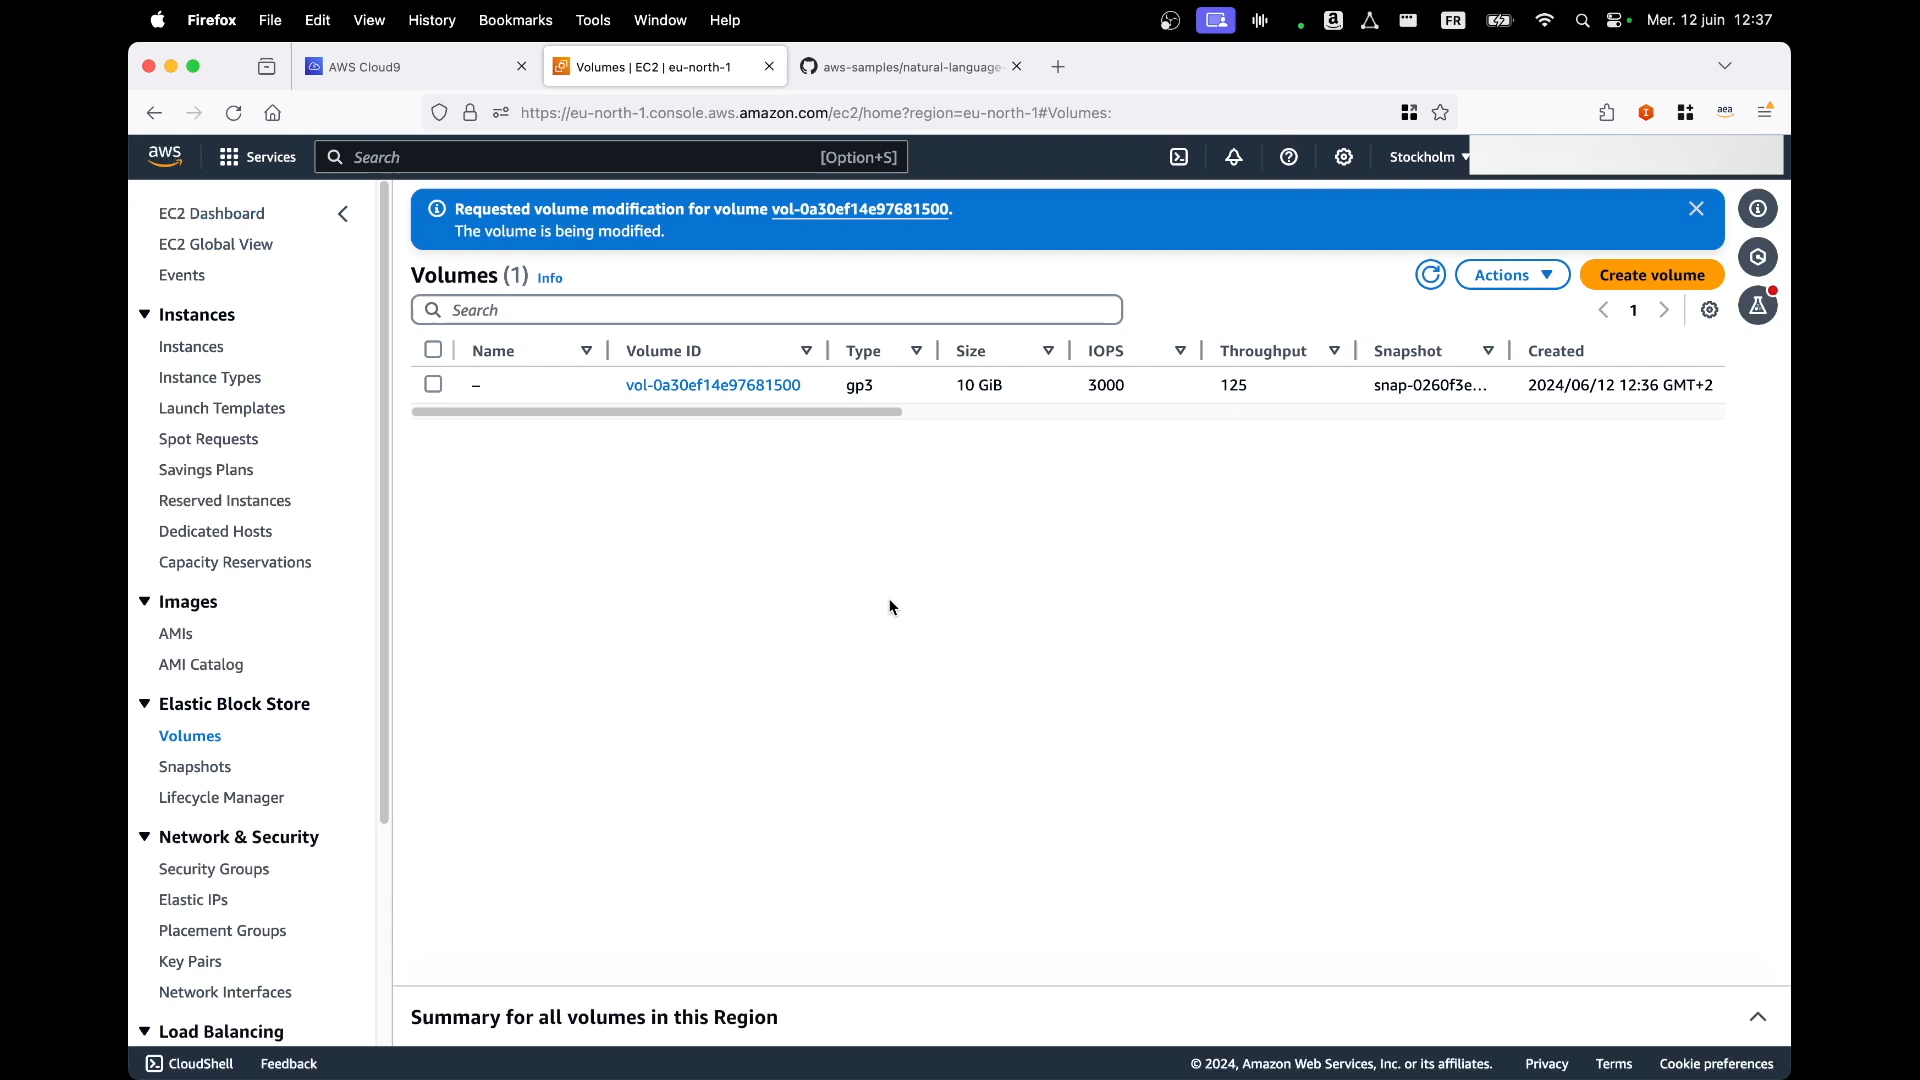 Firefox File Edit View History Bookmarks Tools Window Help FR Mer. 12 juin 12:37
AWS Cloud9 Volumes | EC2 | eu-north-1 aws-samples/natural-language-
https://eu-north-1.console.aws.amazon.com/ec2/home?region=eu-north-1#Volumes: aea
aws Services Search [Option+S] Stockholm
EC2 Dashboard
EC2 Global View
Events
Instances
Instances
Instance Types
Launch Templates
Spot Requests
Savings Plans
Reserved Instances
Dedicated Hosts
Capacity Reservations
Images
AMIs
AMI Catalog
Elastic Block Store
Volumes
Snapshots
Lifecycle Manager
Network & Security
Security Groups
Elastic IPs
Placement Groups
Key Pairs
Network Interfaces
Load Balancing
Requested volume modification for volume vol-0a30ef14e97681500.
The volume is being modified.
Volumes (1) Info Actions Create volume
Search 1
Name Volume ID Type Size IOPS Throughput Snapshot Created
– vol-0a30ef14e97681500 gp3 10 GiB 3000 125 snap-0260f3e... 2024/06/12 12:36 GMT+2
Summary for all volumes in this Region
CloudShell Feedback © 2024, Amazon Web Services, Inc. or its affiliates. Privacy Terms Cookie preferences